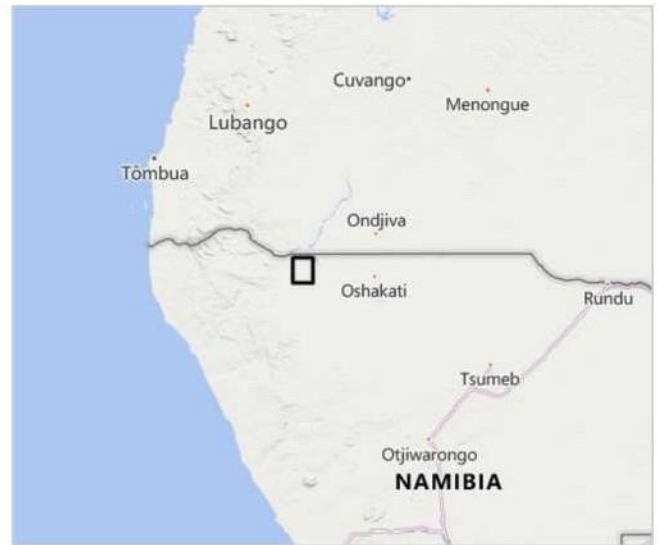 Cuvango
Menongue
Lubango
Tômbua
Ondjiva
Oshakati
Rundu
Tsumeb
Otjiwarongo
NAMIBIA